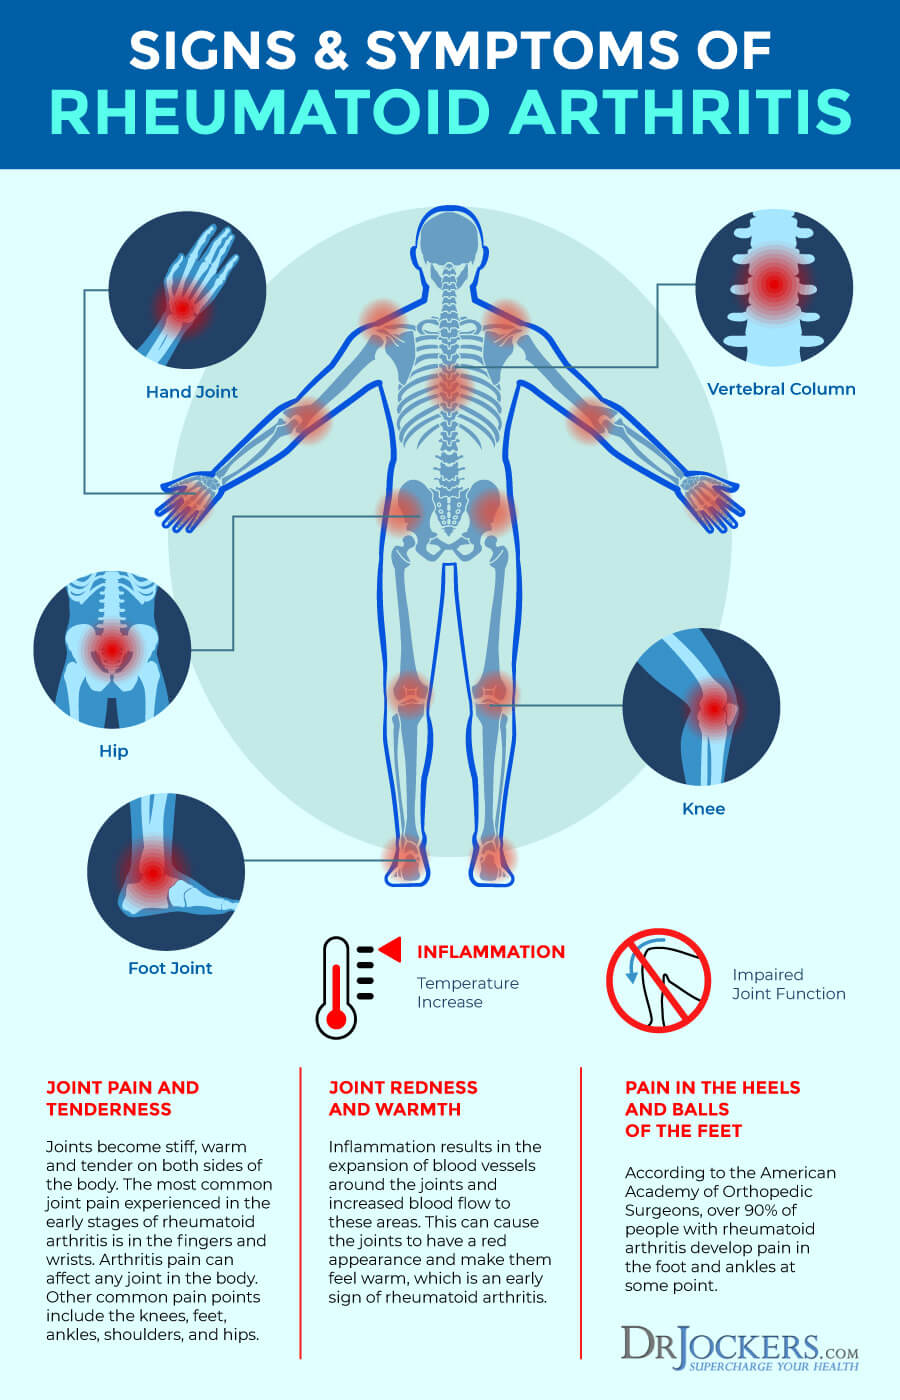 SIGNS & SYMPTOMS OF
RHEUMATOID ARTHRITIS
Hand Joint
Vertebral Column
Hip
Knee
Foot Joint
INFLAMMATION
Temperature
Increase
Impaired
Joint Function
JOINT PAIN AND
TENDERNESS
Joints become stiff, warm
and tender on both sides of
the body. The most common
joint pain experienced in the
early stages of rheumatoid
arthritis is in the fingers and
wrists. Arthritis pain can
affect any joint in the body.
Other common pain points
include the knees, feet,
ankles, shoulders, and hips.
JOINT REDNESS
AND WARMTH
Inflammation results in the
expansion of blood vessels
around the joints and
increased blood flow to
these areas. This can cause
the joints to have a red
appearance and make them
feel warm, which is an early
sign of rheumatoid arthritis.
PAIN IN THE HEELS
AND BALLS
OF THE FEET
According to the American
Academy of Orthopedic
Surgeons, over 90% of
people with rheumatoid
arthritis develop pain in
the foot and ankles at
some point.
DRJOCKERS.COM
SUPERCHARGE YOUR HEALTH